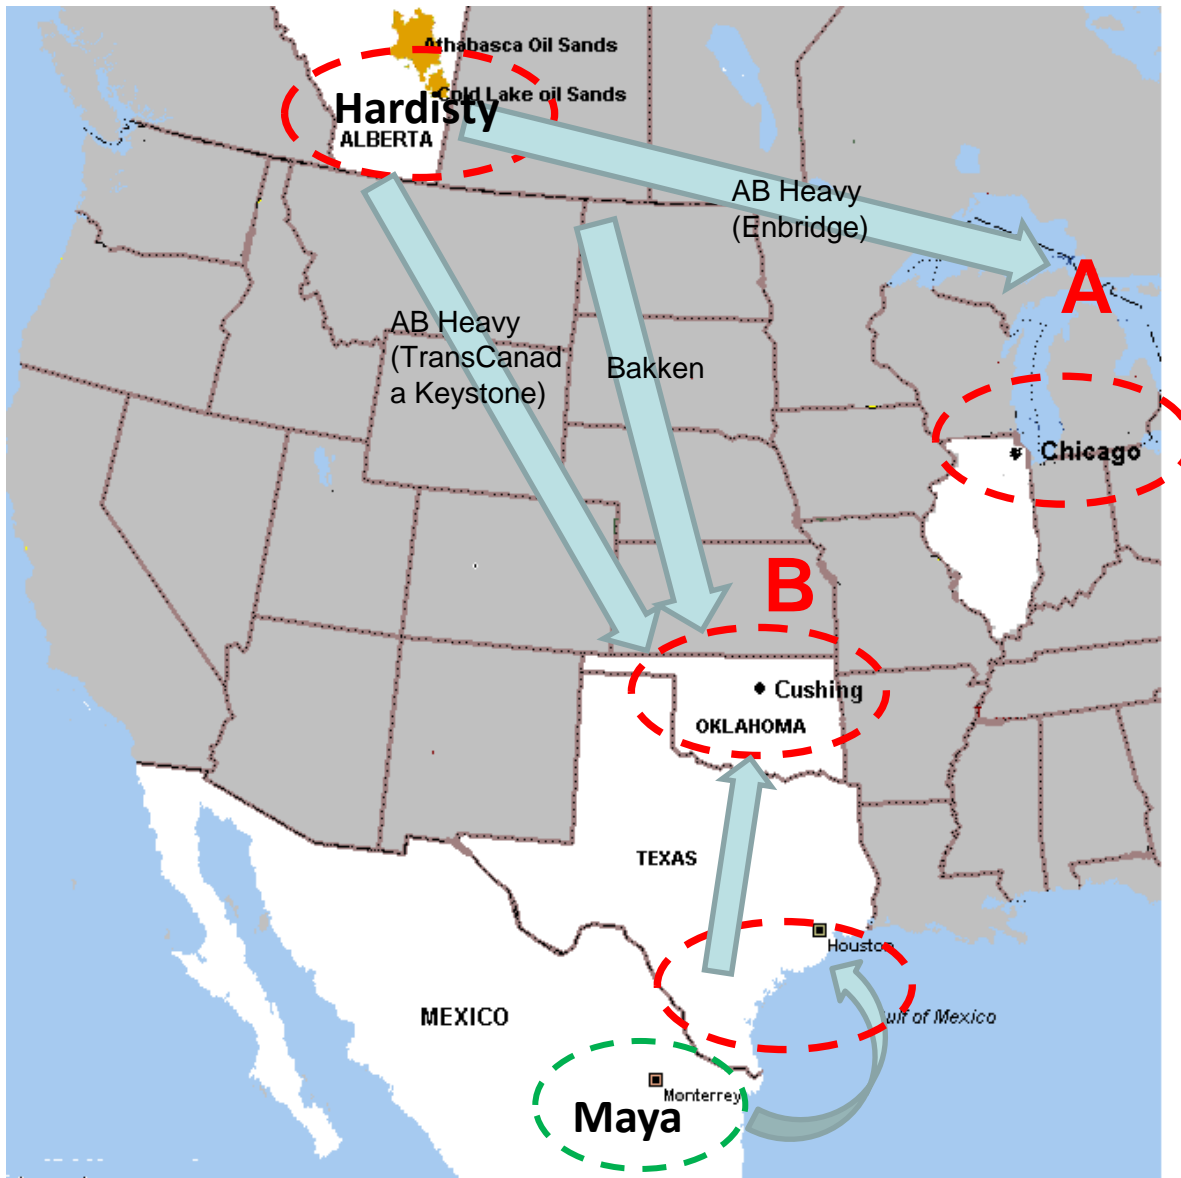 Athabasca Oil Sands
Cold Lake oil Sands
Hardisty
ALBERTA
AB Heavy
(Enbridge)
A
AB Heavy
(TransCanad
a Keystone)
Bakken
Chicago
B
Cushing
OKLAHOMA
TEXAS
Houston
MEXICO
ulf of Mexico
Monterrey
Maya